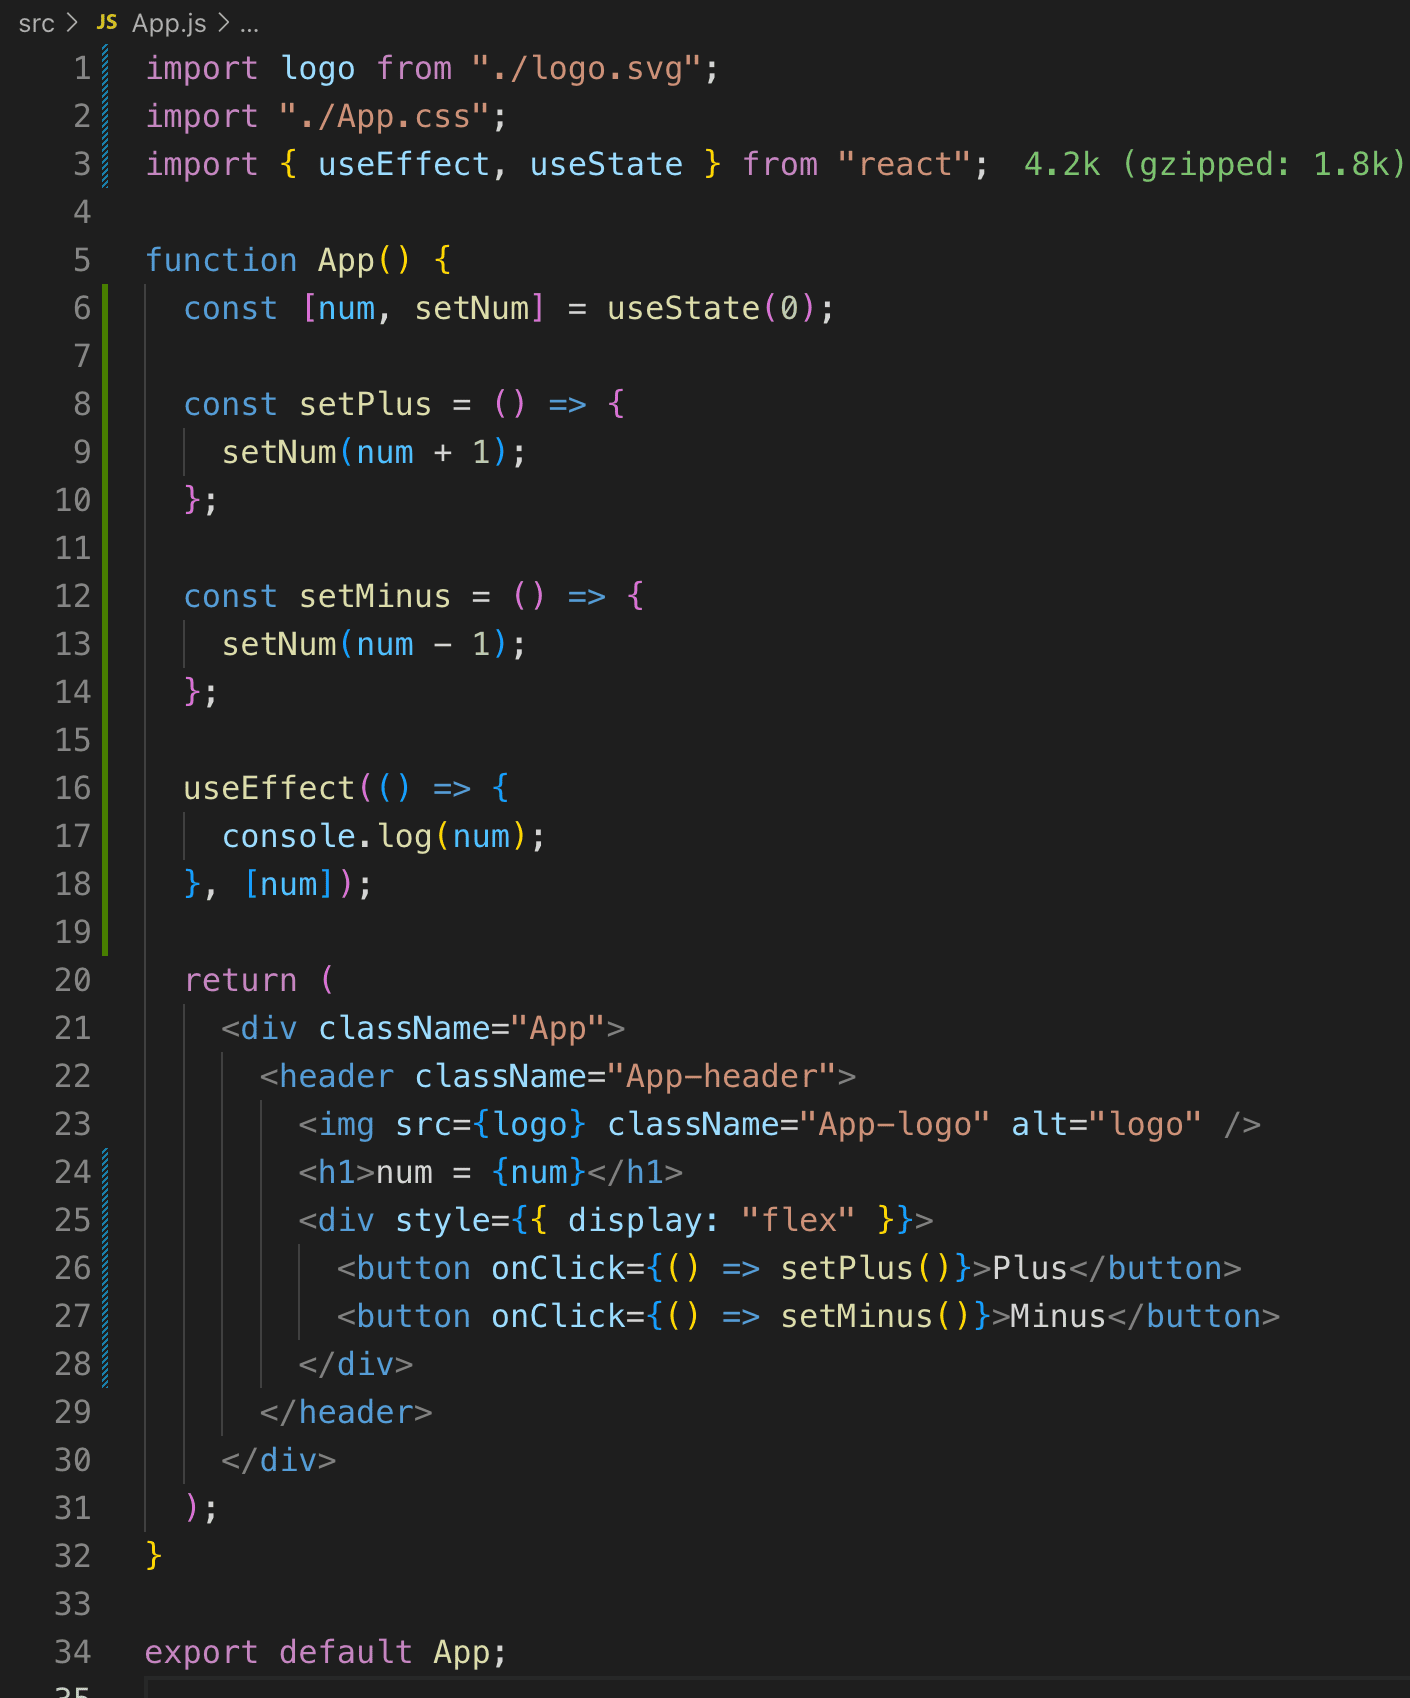 src > JS App.js > ...
1 import logo from "./logo.svg";
2 import "./App.css";
3 import { useEffect, useState } from "react"; 4.2k (gzipped: 1.8k)
4
5 function App() {
6   const [num, setNum] = useState(0);
7
8   const setPlus = () => {
9     setNum(num + 1);
10   };
11
12   const setMinus = () => {
13     setNum(num - 1);
14   };
15
16   useEffect(() => {
17     console.log(num);
18   }, [num]);
19
20   return (
21     <div className="App">
22       <header className="App-header">
23         <img src={logo} className="App-logo" alt="logo" />
24         <h1>num = {num}</h1>
25         <div style={{ display: "flex" }}>
26           <button onClick={() => setPlus()}>Plus</button>
27           <button onClick={() => setMinus()}>Minus</button>
28         </div>
29       </header>
30     </div>
31   );
32 }
33
34 export default App;
35